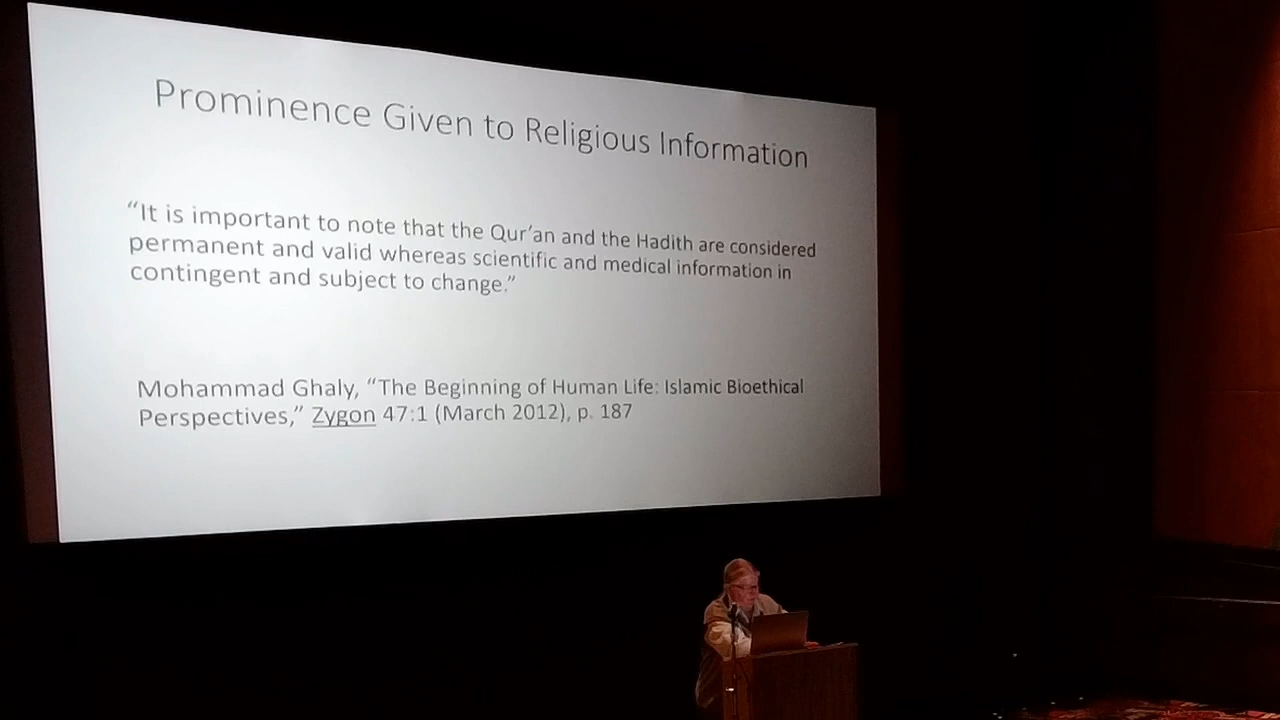 Prominence Given to Religious Information
“It is important to note that the Qur’an and the Hadith are considered
permanent and valid whereas scientific and medical information in
contingent and subject to change.”
Mohammad Ghaly, “The Beginning of Human Life: Islamic Bioethical
Perspectives,” Zygon 47:1 (March 2012), p. 187